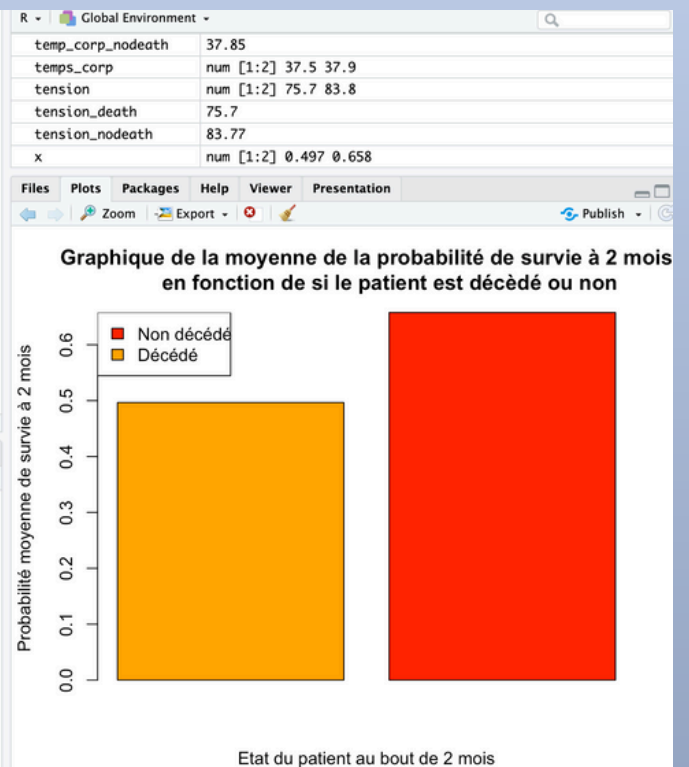 R Global Environment
temp_corp_nodeath 37.85
temps_corp num [1:2] 37.5 37.9
tension num [1:2] 75.7 83.8
tension_death 75.7
tension_nodeath 83.77
x num [1:2] 0.497 0.658
Files Plots Packages Help Viewer Presentation
Zoom Export Publish
Graphique de la moyenne de la probabilité de survie à 2 mois
en fonction de si le patient est décèdé ou non
Non décédé
Décédé
Probabilité moyenne de survie à 2 mois
0.6
0.5
0.4
0.3
0.2
0.1
0.0
Etat du patient au bout de 2 mois